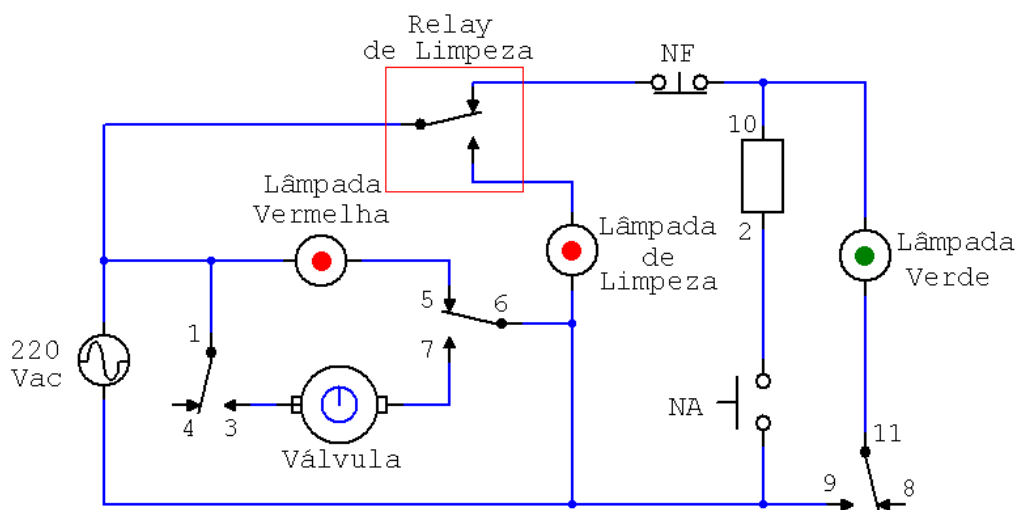 Relay
de Limpeza
NF
10
2
Lâmpada
Vermelha
Lâmpada
de
Limpeza
Lâmpada
Verde
5
6
7
1
220
Vac
4
3
Válvula
NA
11
9
8